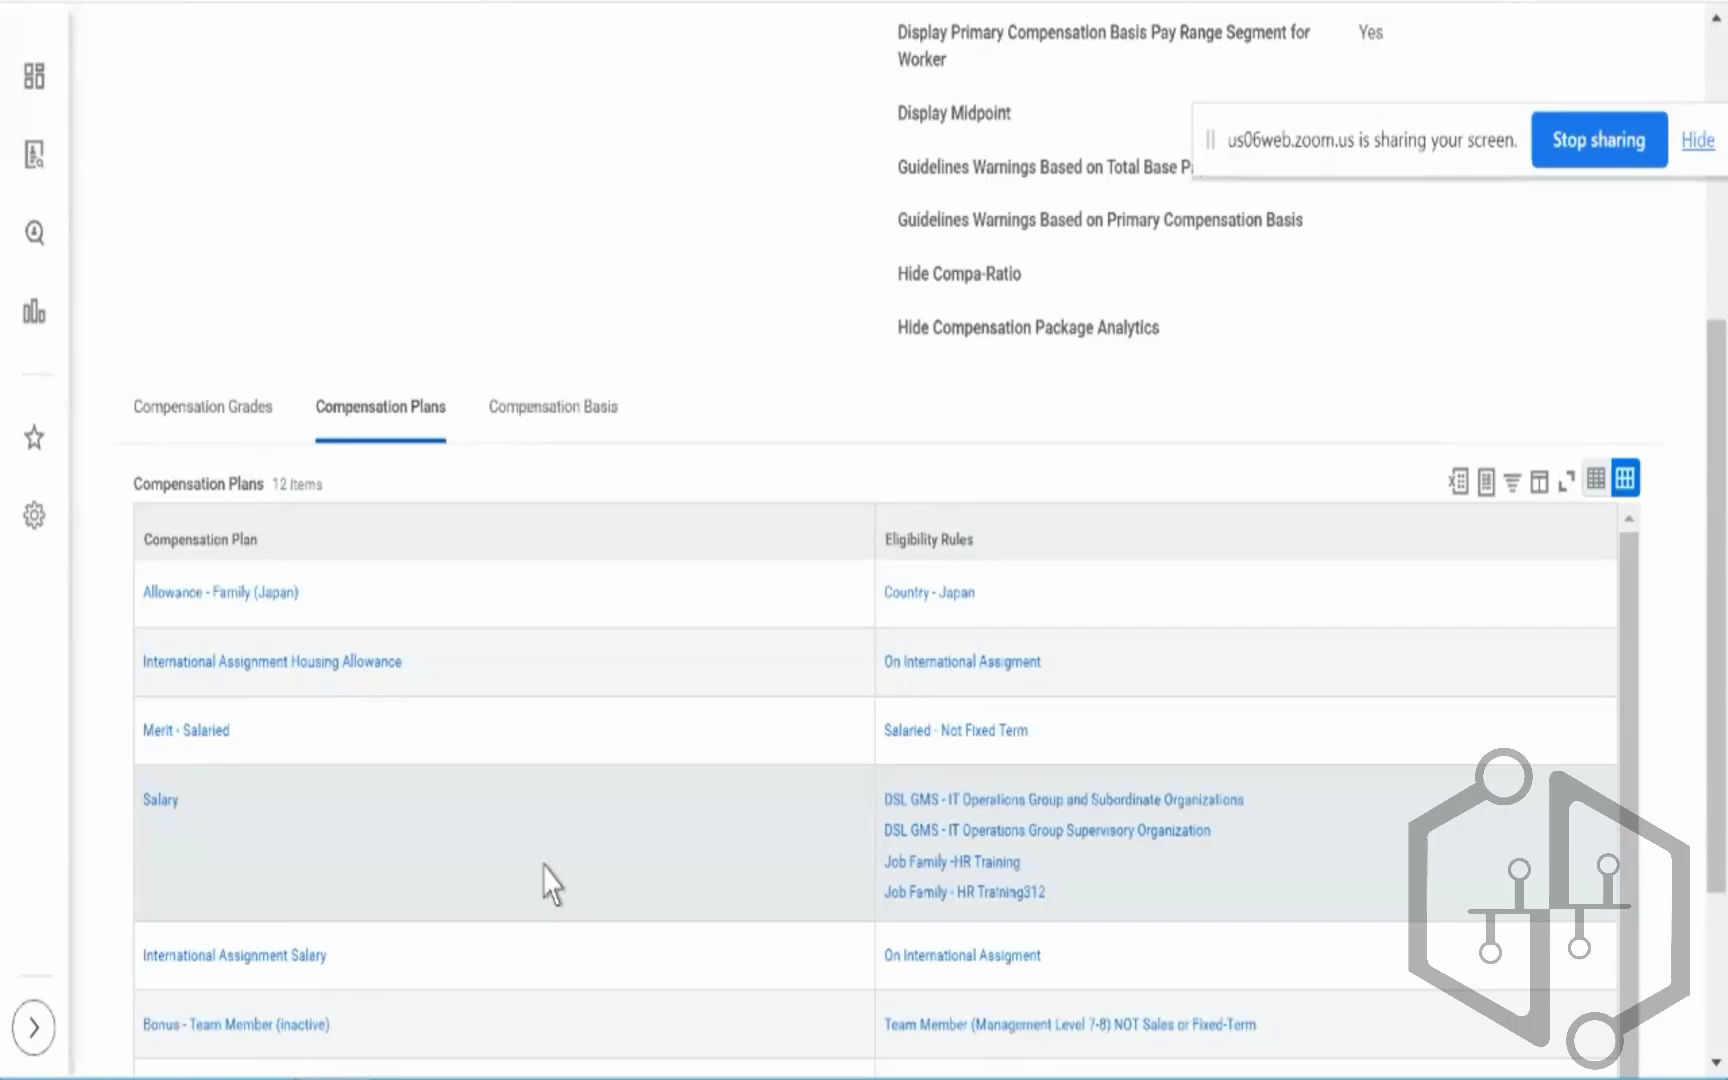 Display Primary Compensation Basis Pay Range Segment for
Worker
Yes
Display Midpoint
us06web.zoom.us is sharing your screen.
Stop sharing
Hide
Guidelines Warnings Based on Total Base
Guidelines Warnings Based on Primary Compensation Basis
Hide Compa-Ratio
Hide Compensation Package Analytics
Compensation Grades
Compensation Plans
Compensation Basis
Compensation Plans 12 items
Compensation Plan
Eligibility Rules
Allowance - Family (Japan)
Country - Japan
International Assignment Housing Allowance
On International Assigment
Merit - Salaried
Salaried - Not Fixed Term
Salary
DSL GMS - IT Operations Group and Subordinate Organizations
DSL GMS - IT Operations Group Supervisory Organization
Job Family -HR Training
Job Family - HR Training312
International Assignment Salary
On International Assigment
Bonus - Team Member (inactive)
Team Member (Management Level 7-8) NOT Sales or Fixed-Term